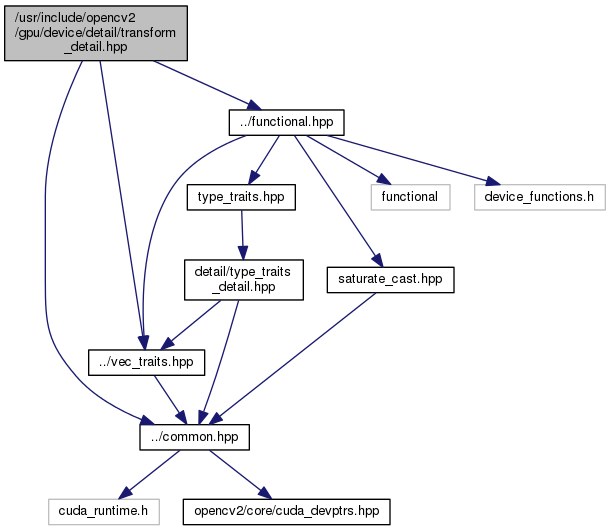 /usr/include/opencv2
/gpu/device/detail/transform
_detail.hpp
../functional.hpp
type_traits.hpp
functional
device_functions.h
detail/type_traits
_detail.hpp
saturate_cast.hpp
../vec_traits.hpp
../common.hpp
cuda_runtime.h
opencv2/core/cuda_devptrs.hpp